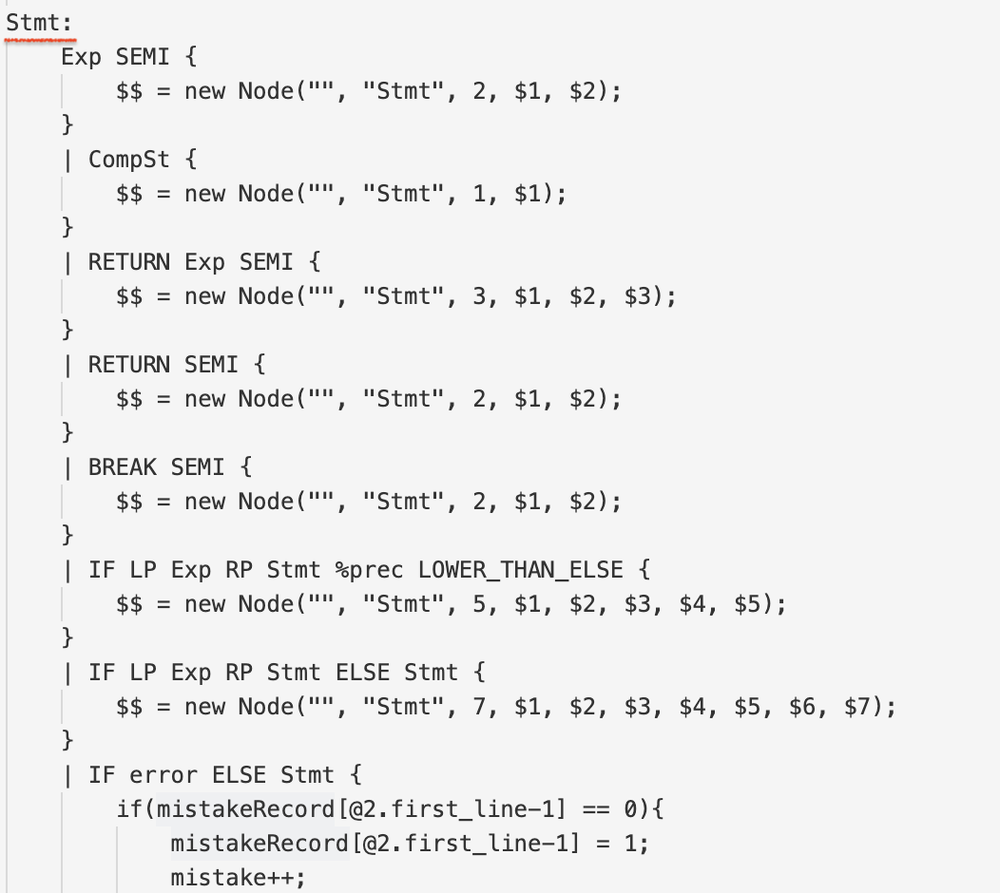 Stmt:
    Exp SEMI {
        $$ = new Node("", "Stmt", 2, $1, $2);
    }
    | CompSt {
        $$ = new Node("", "Stmt", 1, $1);
    }
    | RETURN Exp SEMI {
        $$ = new Node("", "Stmt", 3, $1, $2, $3);
    }
    | RETURN SEMI {
        $$ = new Node("", "Stmt", 2, $1, $2);
    }
    | BREAK SEMI {
        $$ = new Node("", "Stmt", 2, $1, $2);
    }
    | IF LP Exp RP Stmt %prec LOWER_THAN_ELSE {
        $$ = new Node("", "Stmt", 5, $1, $2, $3, $4, $5);
    }
    | IF LP Exp RP Stmt ELSE Stmt {
        $$ = new Node("", "Stmt", 7, $1, $2, $3, $4, $5, $6, $7);
    }
    | IF error ELSE Stmt {
        if(mistakeRecord[@2.first_line-1] == 0){
            mistakeRecord[@2.first_line-1] = 1;
            mistake++;